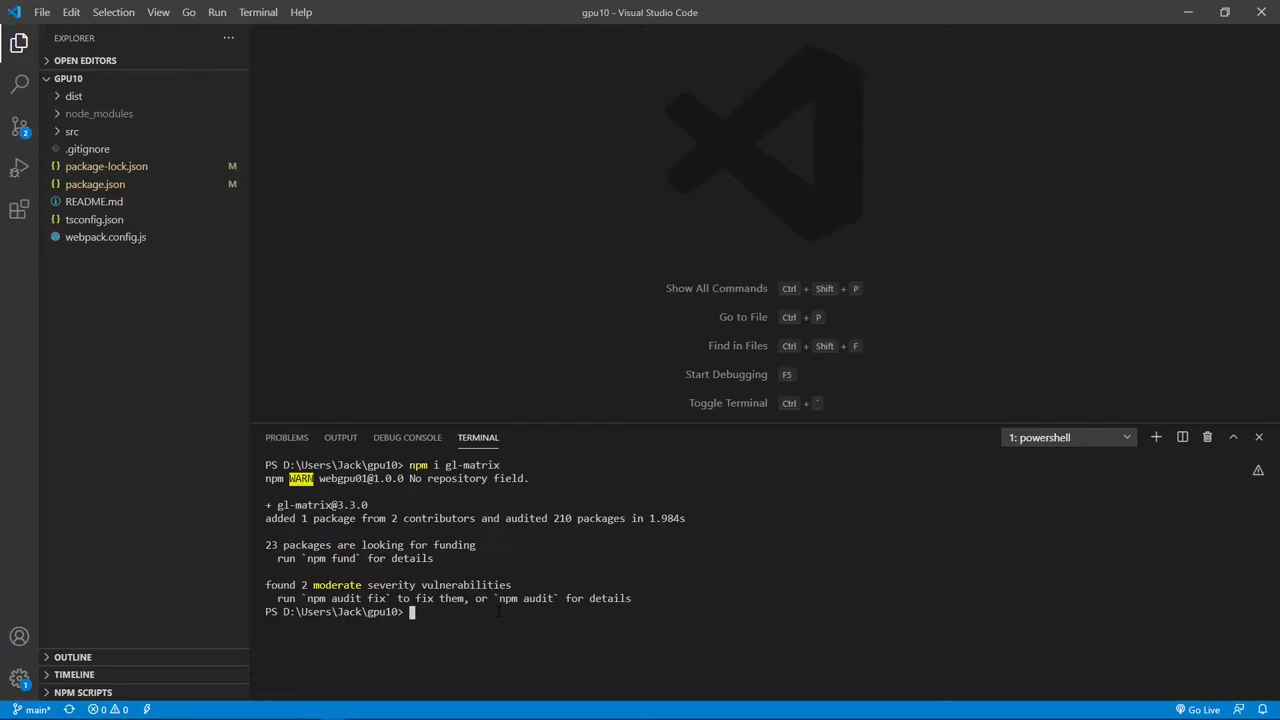 File Edit Selection View Go Run Terminal Help
gpu10 - Visual Studio Code
EXPLORER
OPEN EDITORS
GPU10
dist
node_modules
src
.gitignore
package-lock.json M
package.json M
README.md
tsconfig.json
webpack.config.js
OUTLINE
TIMELINE
NPM SCRIPTS
2
1
Show All Commands Ctrl + Shift + P
Go to File Ctrl + P
Find in Files Ctrl + Shift + F
Start Debugging F5
Toggle Terminal Ctrl + `
PROBLEMS OUTPUT DEBUG CONSOLE TERMINAL
1: powershell
PS D:\Users\Jack\gpu10> npm i gl-matrix
npm WARN webgpu01@1.0.0 No repository field.
+ gl-matrix@3.3.0
added 1 package from 2 contributors and audited 210 packages in 1.984s
23 packages are looking for funding
run `npm fund` for details
found 2 moderate severity vulnerabilities
run `npm audit fix` to fix them, or `npm audit` for details
PS D:\Users\Jack\gpu10>
main* 0 0
Go Live